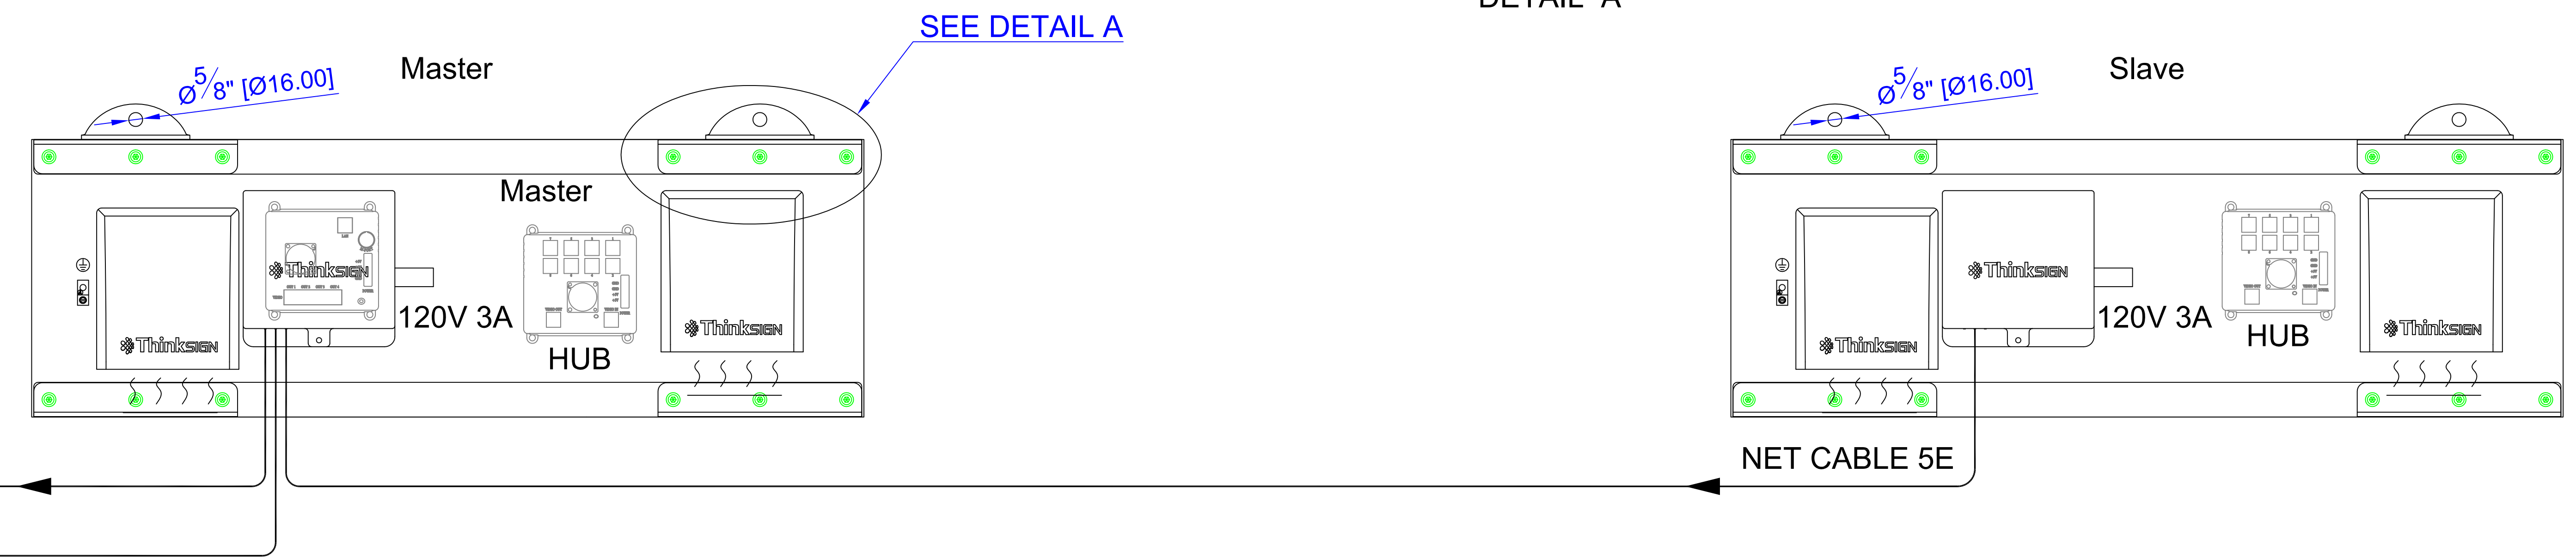 DETAIL A
SEE DETAIL A
Master
Ø5/8" [Ø16.00]
Slave
Ø5/8" [Ø16.00]
Master
ThinkSIGN
120V 3A
HUB
ThinkSIGN
ThinkSIGN
ThinkSIGN
120V 3A
HUB
ThinkSIGN
ThinkSIGN
NET CABLE 5E